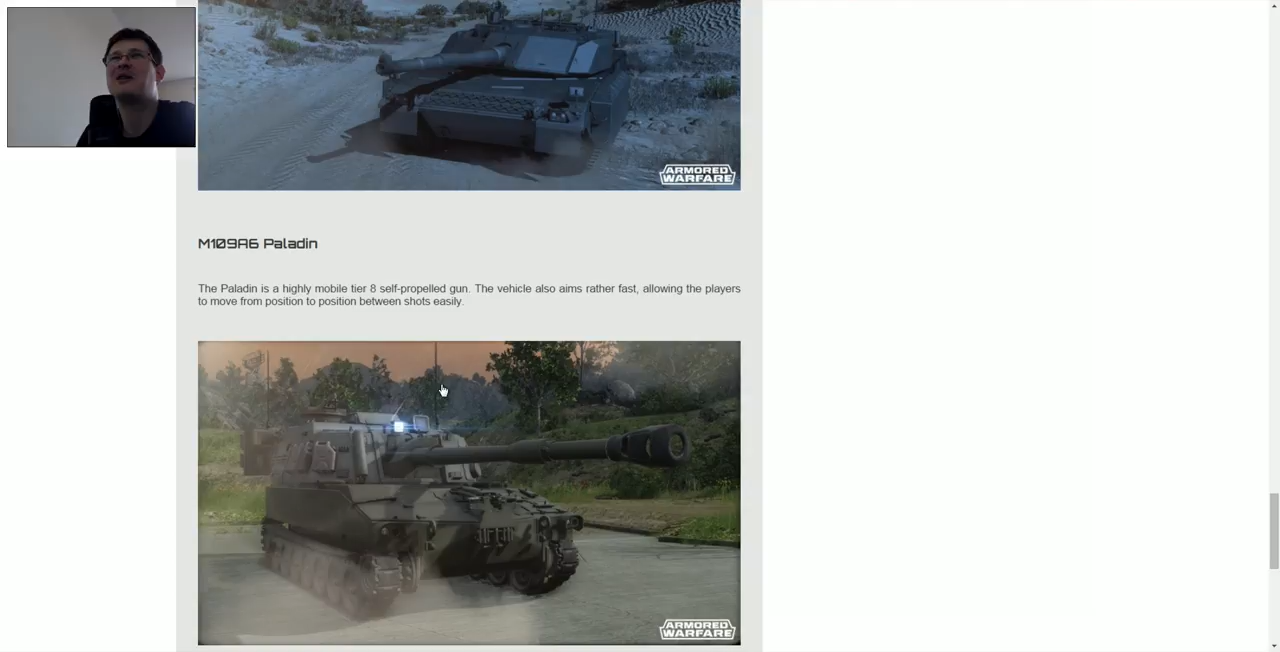 ARMORED
WARFARE
M109A6 Paladin
The Paladin is a highly mobile tier 8 self-propelled gun. The vehicle also aims rather fast, allowing the players
to move from position to position between shots easily.
ARMORED
WARFARE